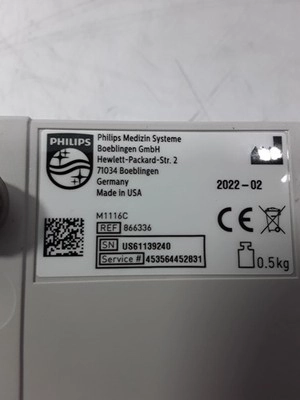 PHILIPS
Philips Medizin Systeme
Boeblingen GmbH
Hewlett-Packard-Str. 2
71034 Boeblingen
Germany
Made in USA
2022-02
M1116C
REF 866336
SN US61139240
Service # 453564452831
CE
0.5kg